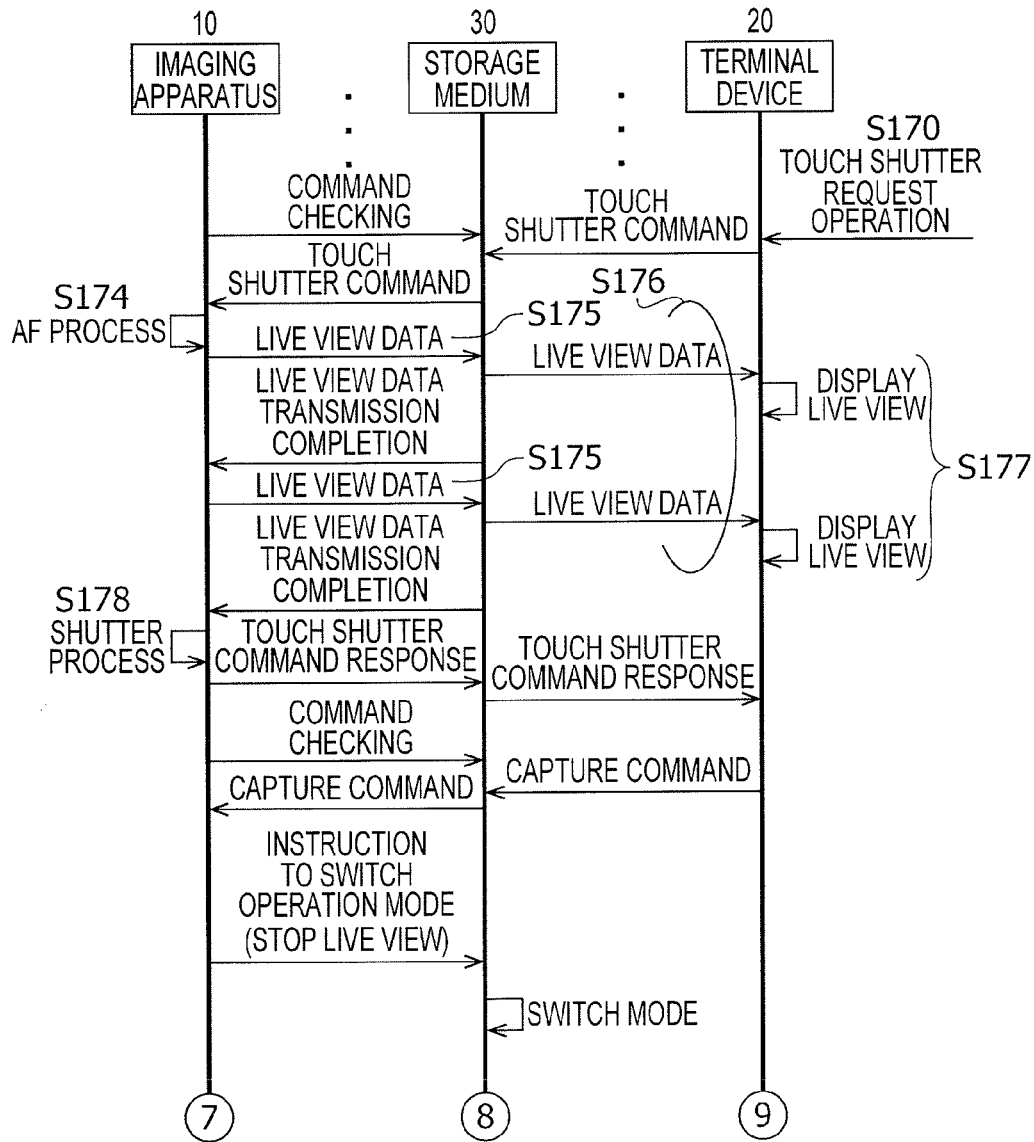 10
30
20
IMAGING
APPARATUS
STORAGE
MEDIUM
TERMINAL
DEVICE
S170
TOUCH SHUTTER
REQUEST
OPERATION
COMMAND
CHECKING
TOUCH
SHUTTER COMMAND
TOUCH
SHUTTER COMMAND
S176
S174
AF PROCESS
LIVE VIEW DATA
S175
LIVE VIEW DATA
DISPLAY
LIVE VIEW
LIVE VIEW DATA
TRANSMISSION
COMPLETION
S177
LIVE VIEW DATA
S175
LIVE VIEW DATA
DISPLAY
LIVE VIEW
LIVE VIEW DATA
TRANSMISSION
COMPLETION
S178
SHUTTER
PROCESS
TOUCH SHUTTER
COMMAND RESPONSE
TOUCH SHUTTER
COMMAND RESPONSE
COMMAND
CHECKING
CAPTURE COMMAND
CAPTURE COMMAND
INSTRUCTION
TO SWITCH
OPERATION MODE
(STOP LIVE VIEW)
SWITCH MODE
7
8
9